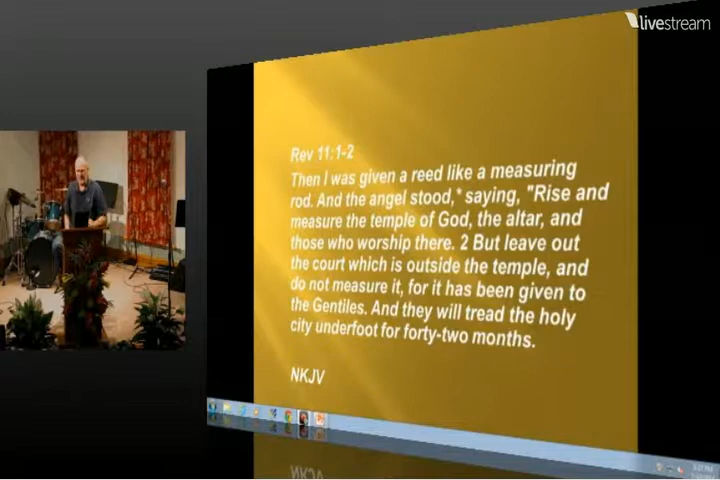 livestream
Rev 11:1-2
Then I was given a reed like a measuring
rod. And the angel stood,* saying, "Rise and
measure the temple of God, the altar, and
those who worship there. 2 But leave out
the court which is outside the temple, and
do not measure it, for it has been given to
the Gentiles. And they will tread the holy
city underfoot for forty-two months.
NKJV